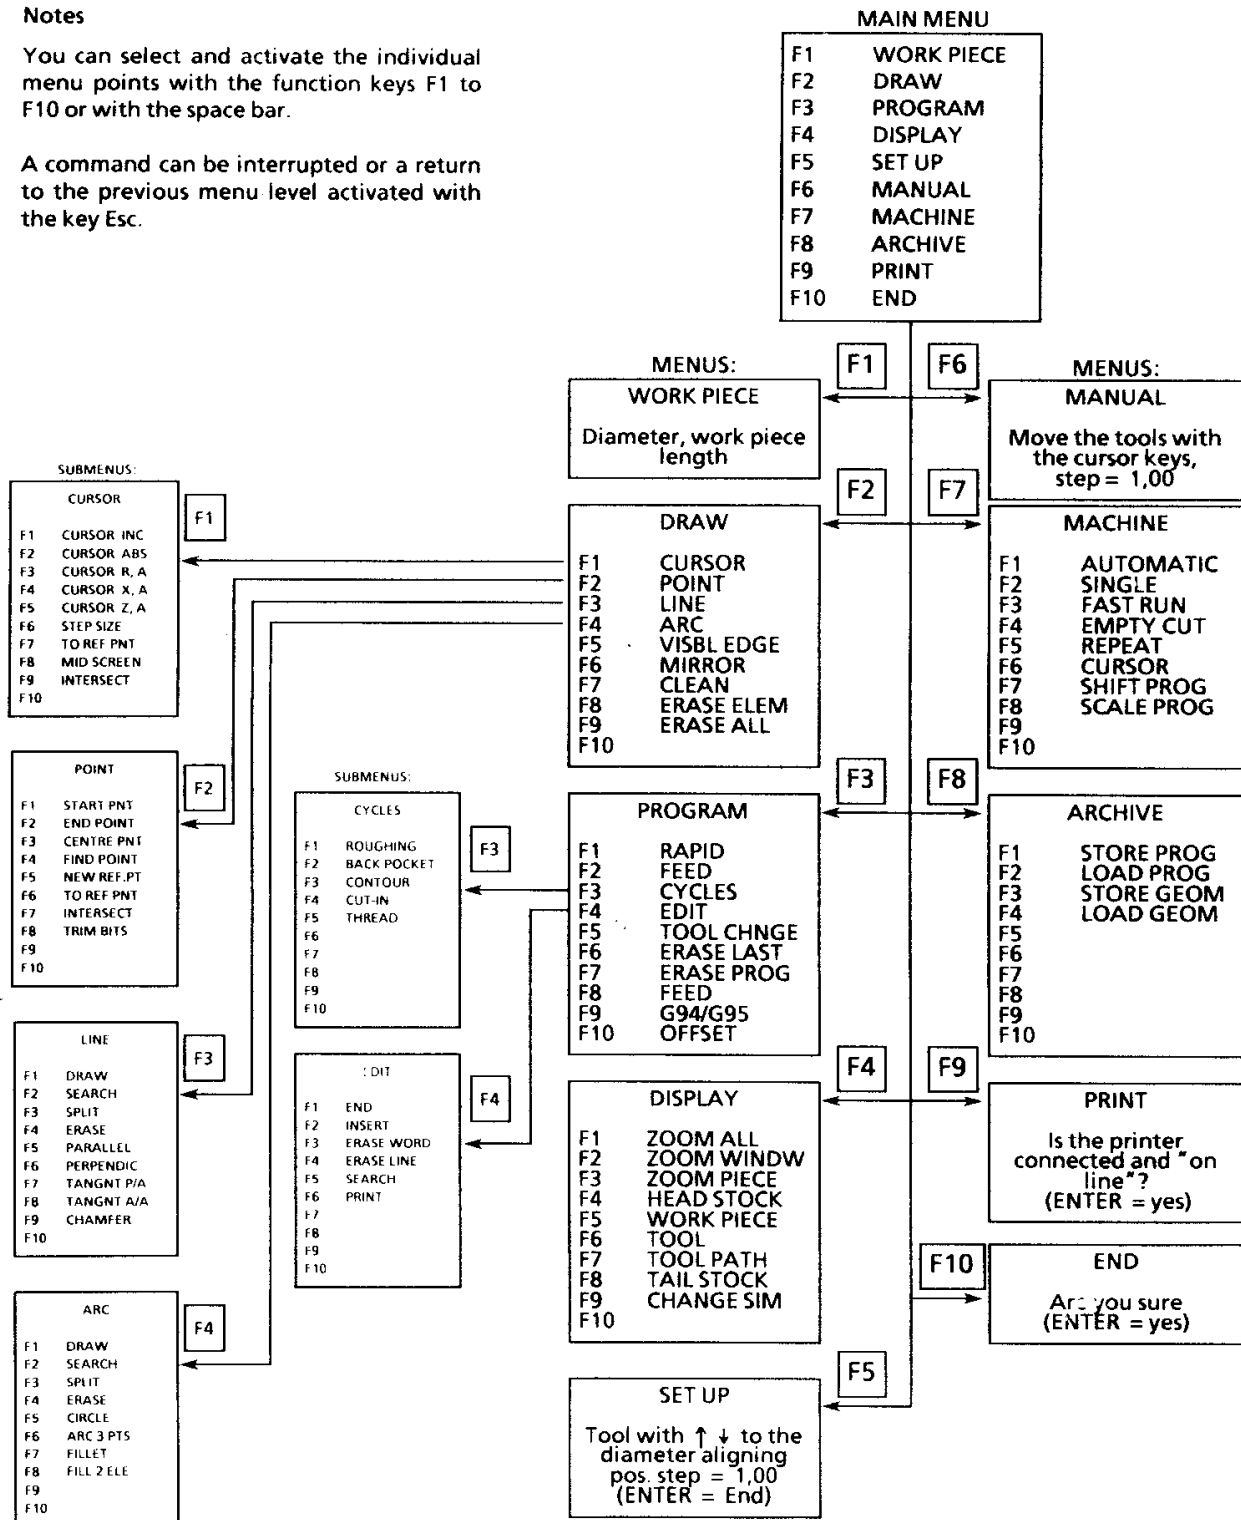 Notes
You can select and activate the individual
menu points with the function keys F1 to
F10 or with the space bar.
A command can be interrupted or a return
to the previous menu level activated with
the key Esc.
MAIN MENU
F1 WORK PIECE
F2 DRAW
F3 PROGRAM
F4 DISPLAY
F5 SET UP
F6 MANUAL
F7 MACHINE
F8 ARCHIVE
F9 PRINT
F10 END
MENUS:
F1
WORK PIECE
Diameter, work piece
length
F2
DRAW
F1 CURSOR
F2 POINT
F3 LINE
F4 ARC
F5 VISBL EDGE
F6 MIRROR
F7 CLEAN
F8 ERASE ELEM
F9 ERASE ALL
F10
F3
PROGRAM
F1 RAPID
F2 FEED
F3 CYCLES
F4 EDIT
F5 TOOL CHNGE
F6 ERASE LAST
F7 ERASE PROG
F8 FEED
F9 G94/G95
F10 OFFSET
F4
DISPLAY
F1 ZOOM ALL
F2 ZOOM WINDW
F3 ZOOM PIECE
F4 HEAD STOCK
F5 WORK PIECE
F6 TOOL
F7 TOOL PATH
F8 TAIL STOCK
F9 CHANGE SIM
F10
F5
SET UP
Tool with ↑ ↓ to the
diameter aligning
pos. step = 1,00
(ENTER = End)
F6
MENUS:
MANUAL
Move the tools with
the cursor keys,
step = 1,00
F7
MACHINE
F1 AUTOMATIC
F2 SINGLE
F3 FAST RUN
F4 EMPTY CUT
F5 REPEAT
F6 CURSOR
F7 SHIFT PROG
F8 SCALE PROG
F9
F10
F8
ARCHIVE
F1 STORE PROG
F2 LOAD PROG
F3 STORE GEOM
F4 LOAD GEOM
F5
F6
F7
F8
F9
F10
F9
PRINT
Is the printer
connected and "on
line"?
(ENTER = yes)
F10
END
Are you sure
(ENTER = yes)
SUBMENUS:
CURSOR
F1
F1 CURSOR INC
F2 CURSOR ABS
F3 CURSOR R, A
F4 CURSOR X, A
F5 CURSOR Z, A
F6 STEP SIZE
F7 TO REF PNT
F8 MID SCREEN
F9 INTERSECT
F10
POINT
F2
F1 START PNT
F2 END POINT
F3 CENTRE PNT
F4 FIND POINT
F5 NEW REF.PT
F6 TO REF PNT
F7 INTERSECT
F8 TRIM BITS
F9
F10
LINE
F3
F1 DRAW
F2 SEARCH
F3 SPLIT
F4 ERASE
F5 PARALLEL
F6 PERPENDIC
F7 TANGNT P/A
F8 TANGNT A/A
F9 CHAMFER
F10
ARC
F4
F1 DRAW
F2 SEARCH
F3 SPLIT
F4 ERASE
F5 CIRCLE
F6 ARC 3 PTS
F7 FILLET
F8 FILL 2 ELE
F9
F10
SUBMENUS:
CYCLES
F3
F1 ROUGHING
F2 BACK POCKET
F3 CONTOUR
F4 CUT-IN
F5 THREAD
F6
F7
F8
F9
F10
EDIT
F4
F1 END
F2 INSERT
F3 ERASE WORD
F4 ERASE LINE
F5 SEARCH
F6 PRINT
F7
F8
F9
F10